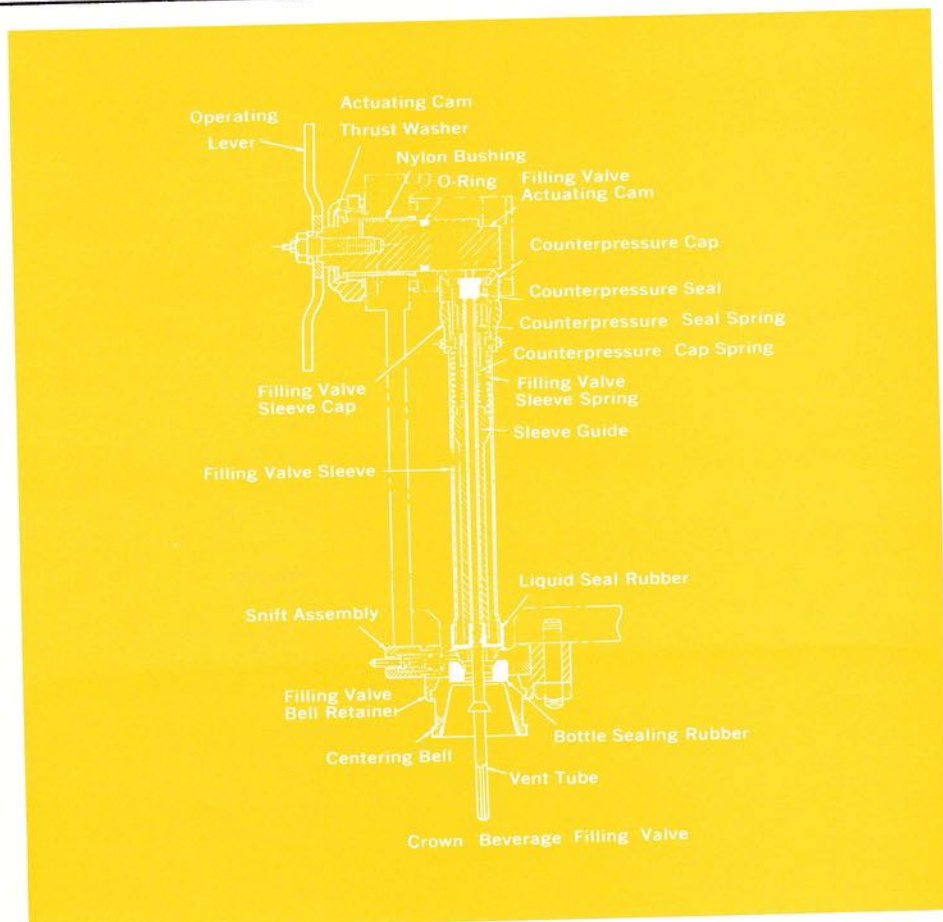 Operating
Lever
Actuating Cam
Thrust Washer
Nylon Bushing
O-Ring
Filling Valve
Actuating Cam
Counterpressure Cap
Counterpressure Seal
Counterpressure Seal Spring
Counterpressure Cap Spring
Filling Valve
Sleeve Cap
Filling Valve
Sleeve Spring
Sleeve Guide
Filling Valve Sleeve
Liquid Seal Rubber
Snift Assembly
Filling Valve
Bell Retainer
Bottle Sealing Rubber
Centering Bell
Vent Tube
Crown Beverage Filling Valve